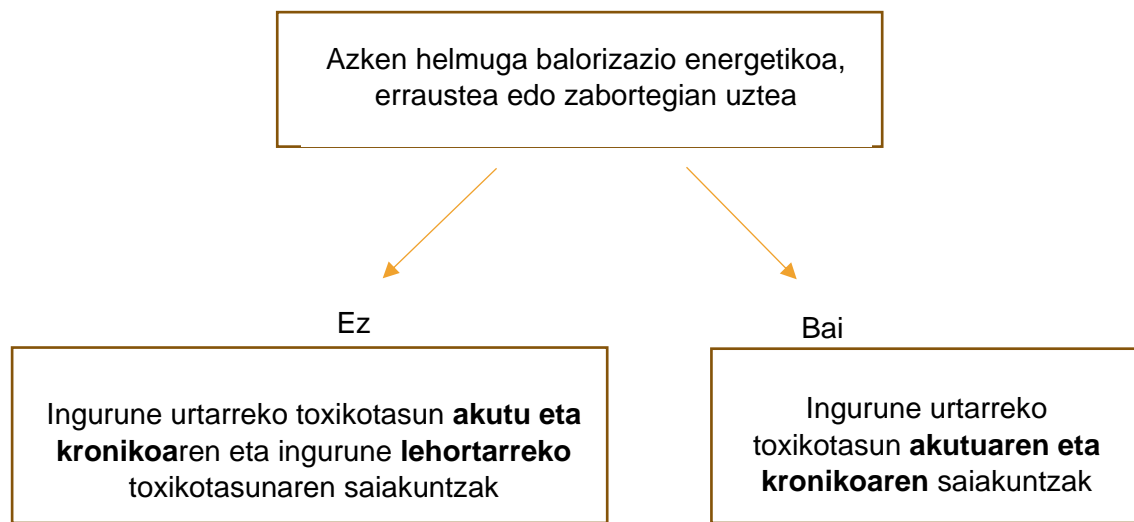 Azken helmuga balorizazio energetikoa,
erraustea edo zabortegian uztea
Ez
Bai
Ingurune urtarreko toxikotasun akutu eta
kronikoaren eta ingurune lehortarreko
toxikotasunaren saiakuntzak
Ingurune urtarreko
toxikotasun akutuaren eta
kronikoaren saiakuntzak